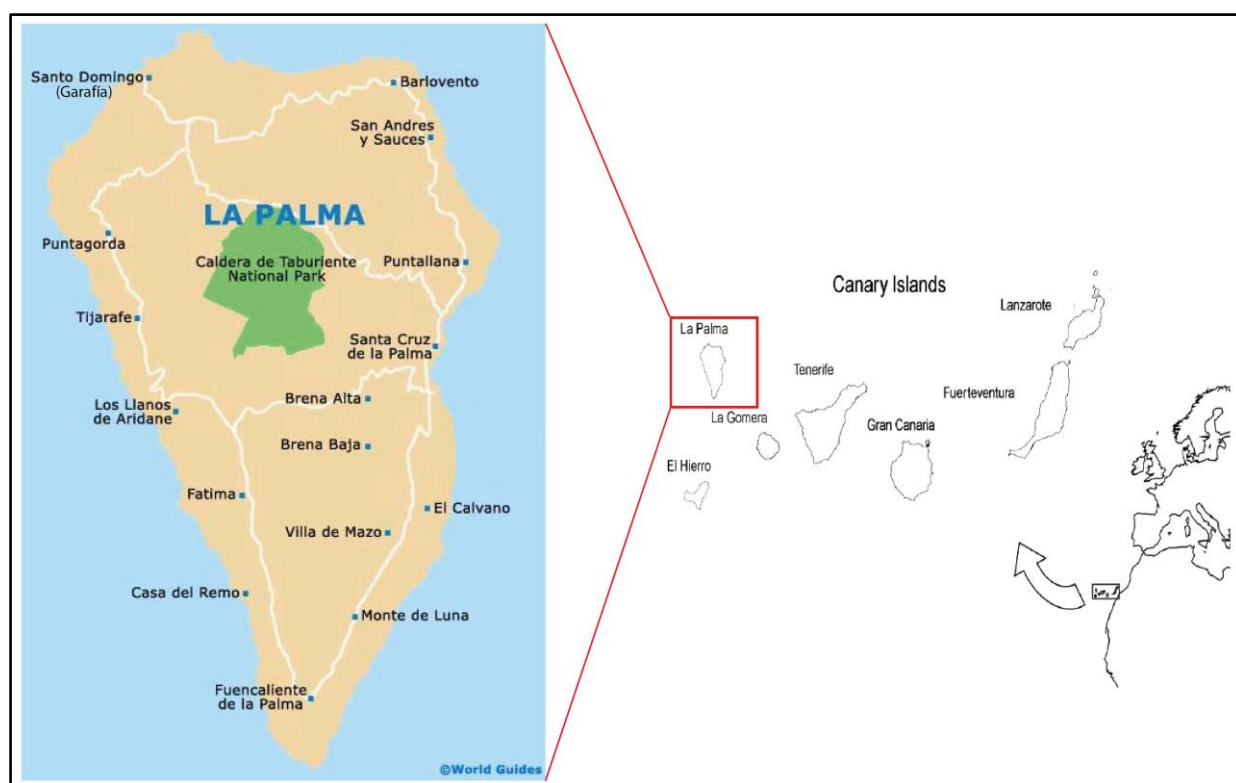 Santo Domingo
(Garafía)
Barlovento
San Andres
y Sauces
LA PALMA
Puntagorda
Caldera de Taburiente
National Park
Puntallana
Tijarafe
Santa Cruz
de la Palma
Los Llanos
de Aridane
Brena Alta
Brena Baja
Fatima
El Calvano
Villa de Mazo
Casa del Remo
Monte de Luna
Fuencaliente
de la Palma
©World Guides
Canary Islands
Lanzarote
La Palma
Tenerife
Fuerteventura
La Gomera
Gran Canaria
El Hierro